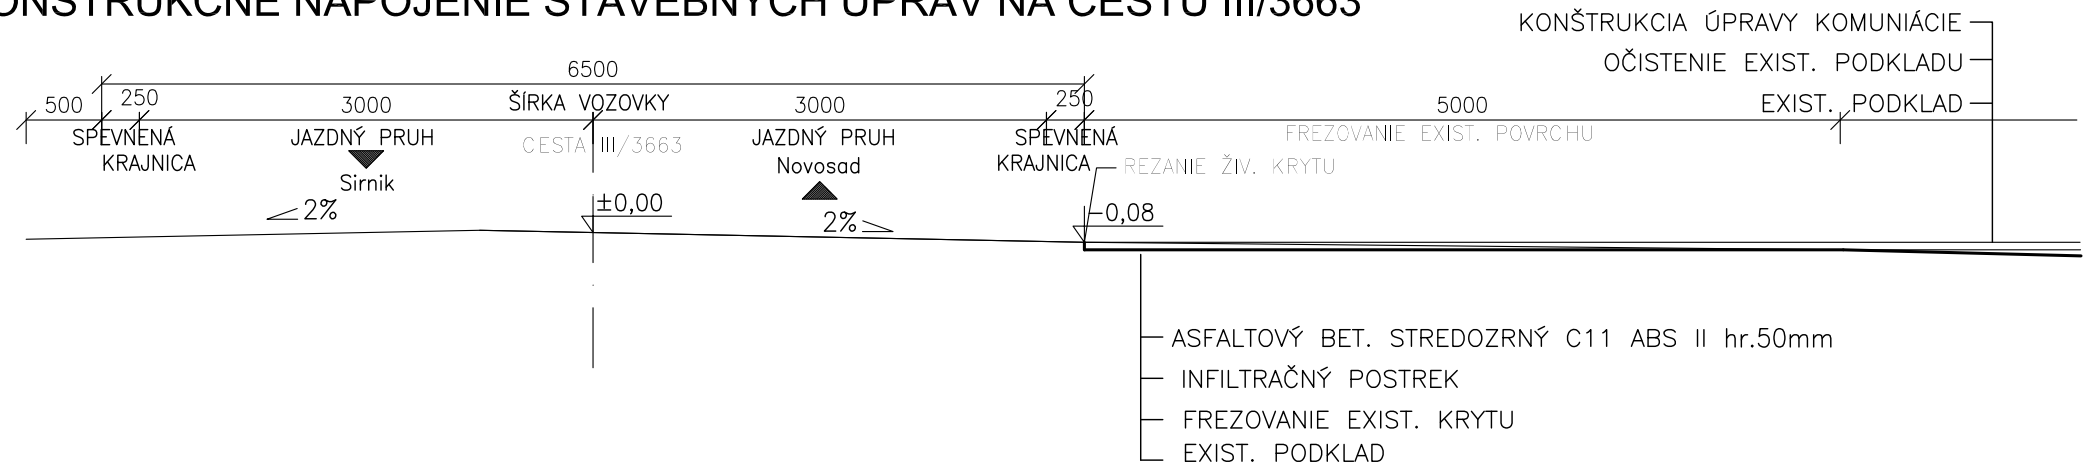 ONŠTRUKČNÉ NAPOJENIE STAVEBNÝCH ÚPRAV NA CESTU III/3663
KONŠTRUKCIA ÚPRAVY KOMUNIÁCIE
OČISTENIE EXIST. PODKLADU
EXIST. PODKLAD
6500
500 250 3000 ŠÍRKA VOZOVKY 3000 250 5000
SPEVNENÁ KRAJNICA
JAZDNÝ PRUH
Sirnik
CESTA III/3663
JAZDNÝ PRUH
Novosad
SPEVNENÁ KRAJNICA
FREZOVANIE EXIST. POVRCHU
REZANIE ŽIV. KRYTU
2%
±0,00
2%
-0,08
ASFALTOVÝ BET. STREDOZRNÝ C11 ABS II hr.50mm
INFILTRAČNÝ POSTREK
FREZOVANIE EXIST. KRYTU
EXIST. PODKLAD